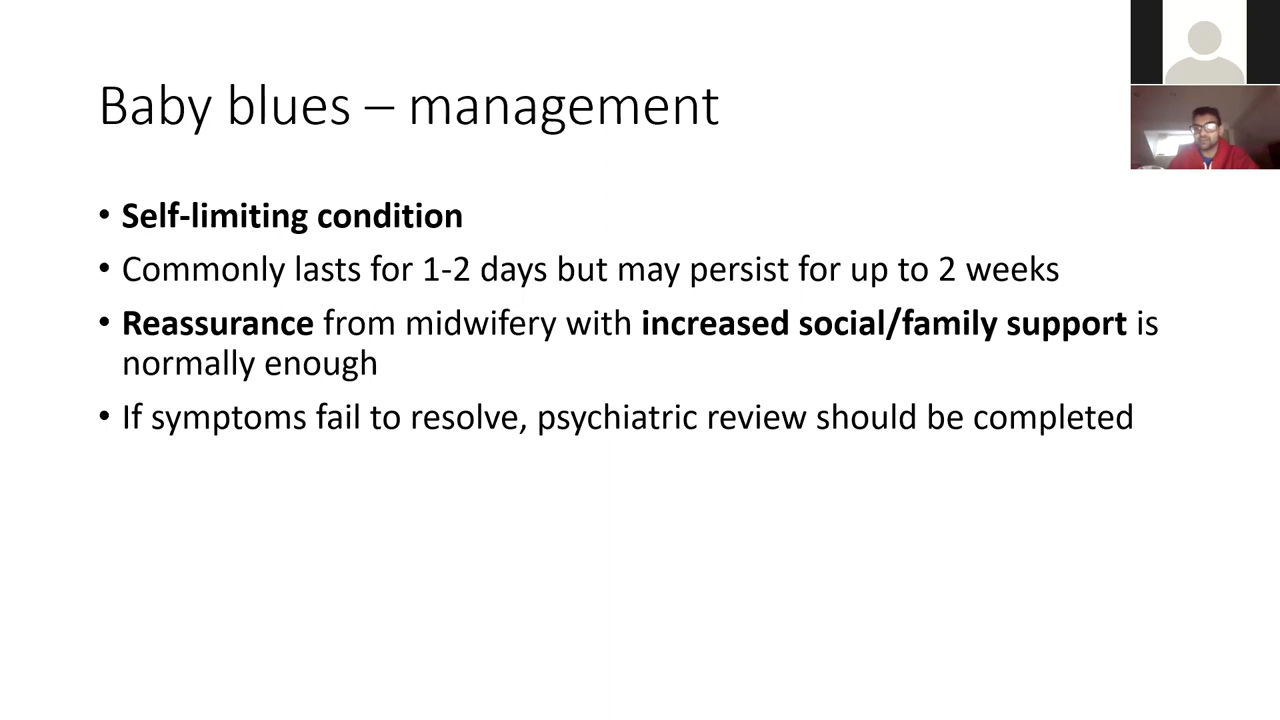 Baby blues – management
• Self-limiting condition
• Commonly lasts for 1-2 days but may persist for up to 2 weeks
• Reassurance from midwifery with increased social/family support is
normally enough
• If symptoms fail to resolve, psychiatric review should be completed